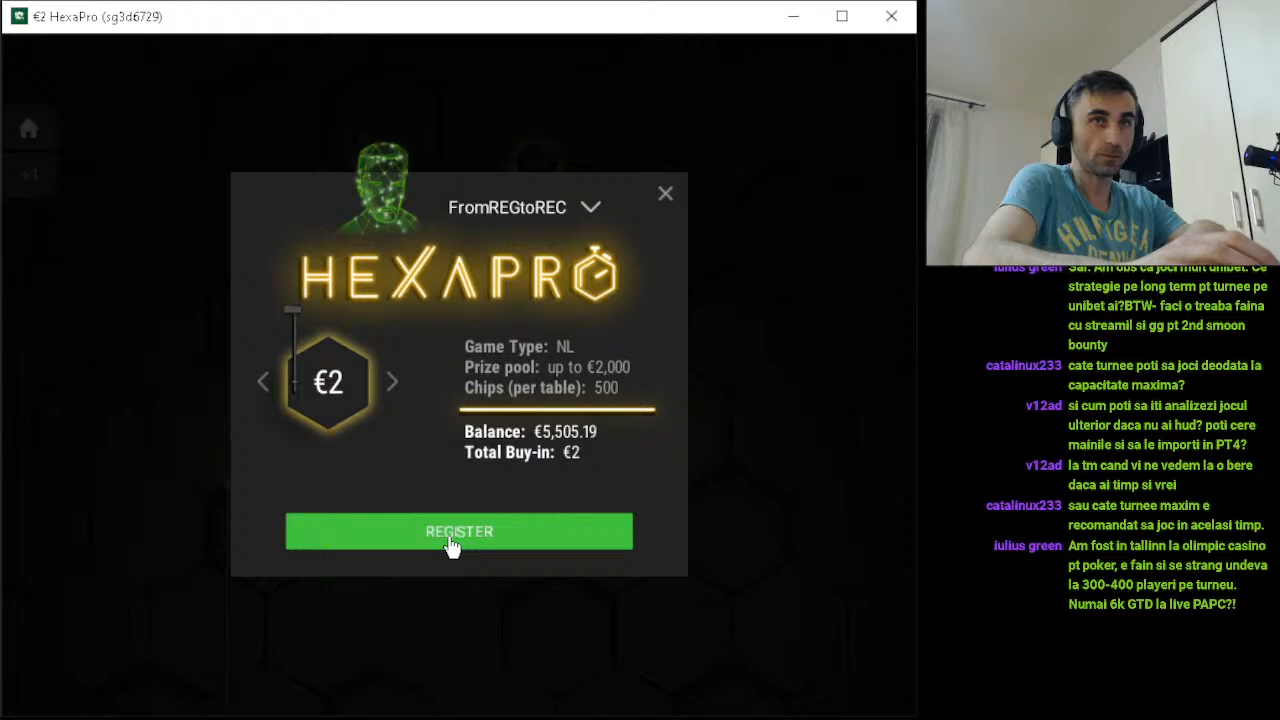 €2 HexaPro (sg3d6729)
+1
FromREGtoREC
HEXAPRO
€2
Game Type: NL
Prize pool: up to €2,000
Chips (per table): 500
Balance: €5,505.19
Total Buy-in: €2
REGISTER
HILFIGER
DENIM
iulius green Sal. Am obs ca joci mult unibet. Ce
strategie pe long term pt turnee pe
unibet ai?BTW- faci o treaba faina
cu streamil si gg pt 2nd smoon
bounty
catalinux233 cate turnee poti sa joci deodata la
capacitate maxima?
v12ad si cum poti sa iti analizezi jocul
ulterior daca nu ai hud? poti cere
mainile si sa le importi in PT4?
v12ad la tm cand vi ne vedem la o bere
daca ai timp si vrei
catalinux233 sau cate turnee maxim e
recomandat sa joc in acelasi timp.
iulius green Am fost in tallinn la olimpic casino
pt poker, e fain si se strang undeva
la 300-400 playeri pe turneu.
Numai 6k GTD la live PAPC?!